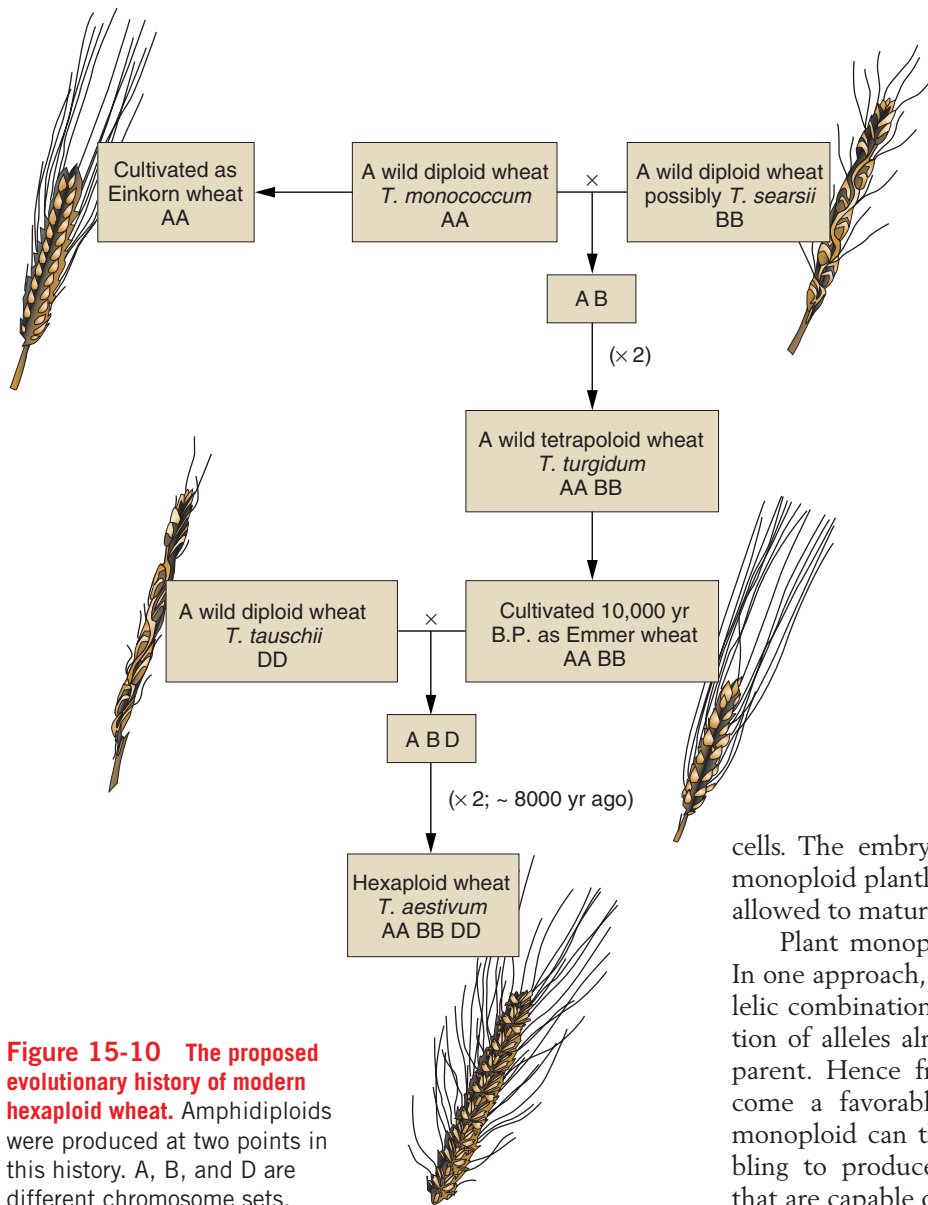 Cultivated as
Einkorn wheat
AA
A wild diploid wheat
T. monococcum
AA
×
A wild diploid wheat
possibly T. searsii
BB
A B
(× 2)
A wild tetrapoloid wheat
T. turgidum
AA BB
A wild diploid wheat
T. tauschii
DD
×
Cultivated 10,000 yr
B.P. as Emmer wheat
AA BB
A B D
(× 2; ~ 8000 yr ago)
Hexaploid wheat
T. aestivum
AA BB DD
Figure 15-10 The proposed
evolutionary history of modern
hexaploid wheat. Amphidiploids
were produced at two points in
this history. A, B, and D are
different chromosome sets.
cells. The embry
monoploid plantl
allowed to matur
Plant monop
In one approach,
lelic combination
tion of alleles alr
parent. Hence fr
come a favorabl
monoploid can th
bling to produce
that are capable o